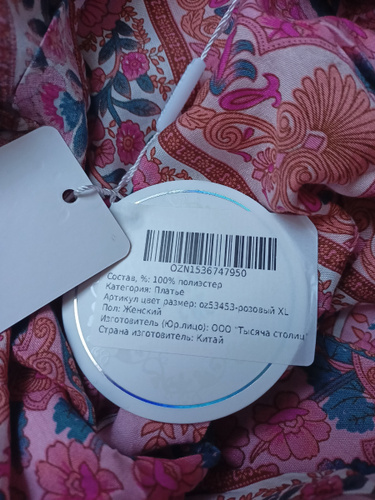 OZN1536747950
Состав, %: 100% полиэстер
Категория: Платье
Артикул цвет размер: oz53453-розовый XL
Пол: Женский
Изготовитель (Юр.лицо): ООО "Тысяча столиц"
Страна изготовитель: Китай